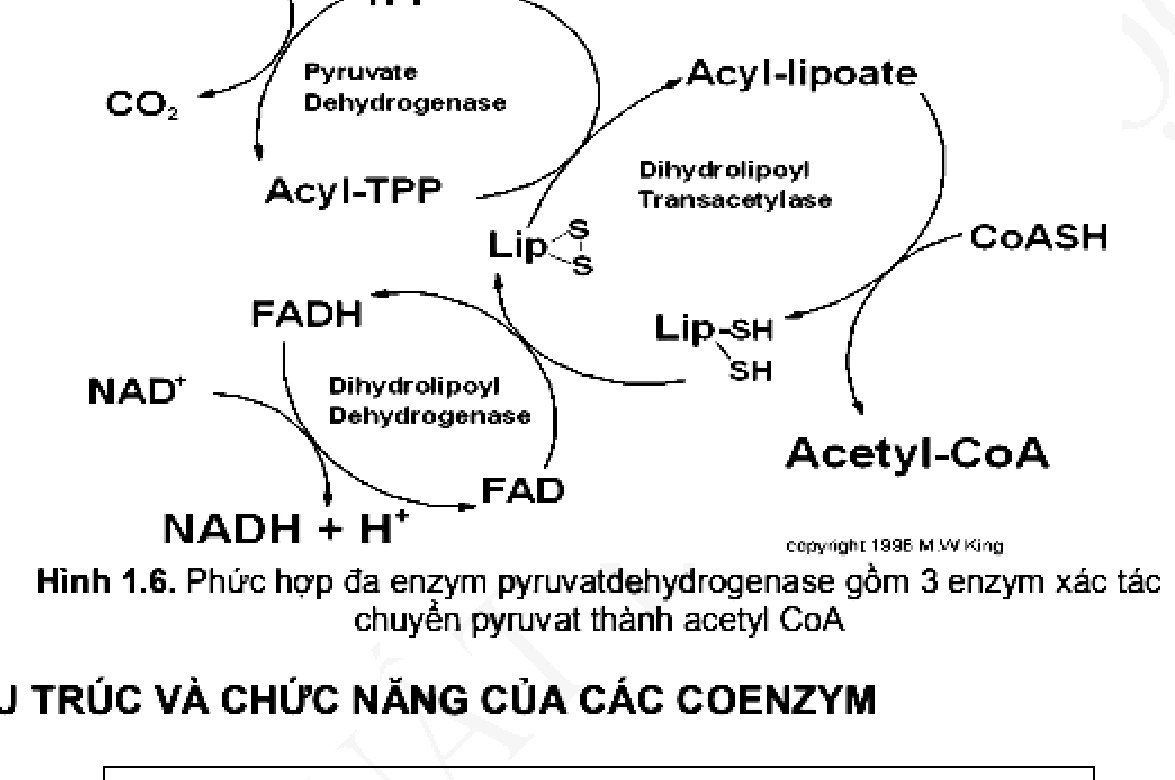 Pyruvate
Dehydrogenase
CO₂
Acyl-lipoate
Acyl-TPP
Dihydrolipoyl
Transacetylase
Lip
S
S
CoASH
FADH
Lip-SH
SH
NAD⁺
Dihydrolipoyl
Dehydrogenase
Acetyl-CoA
FAD
NADH + H⁺
copyright 1996 M.W King
Hình 1.6. Phức hợp đa enzym pyruvatdehydrogenase gồm 3 enzym xác tác
chuyển pyruvat thành acetyl CoA
TRÚC VÀ CHỨC NĂNG CỦA CÁC COENZYM